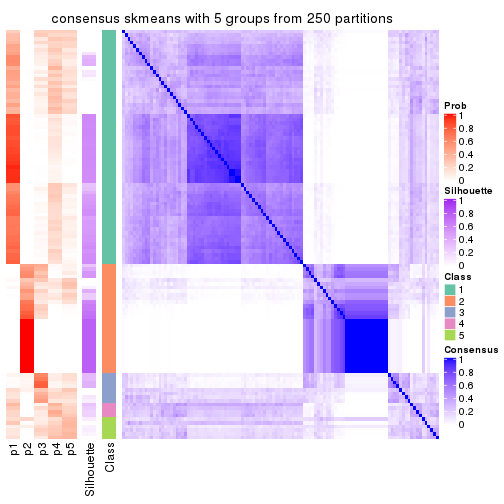 consensus skmeans with 5 groups from 250 partitions
Prob
1
0.8
0.6
0.4
0.2
0
Silhouette
1
0.8
0.6
0.4
0.2
0
Class
1
2
3
4
5
Consensus
1
0.8
0.6
0.4
0.2
0
p1
p2
p3
p4
p5
Silhouette
Class